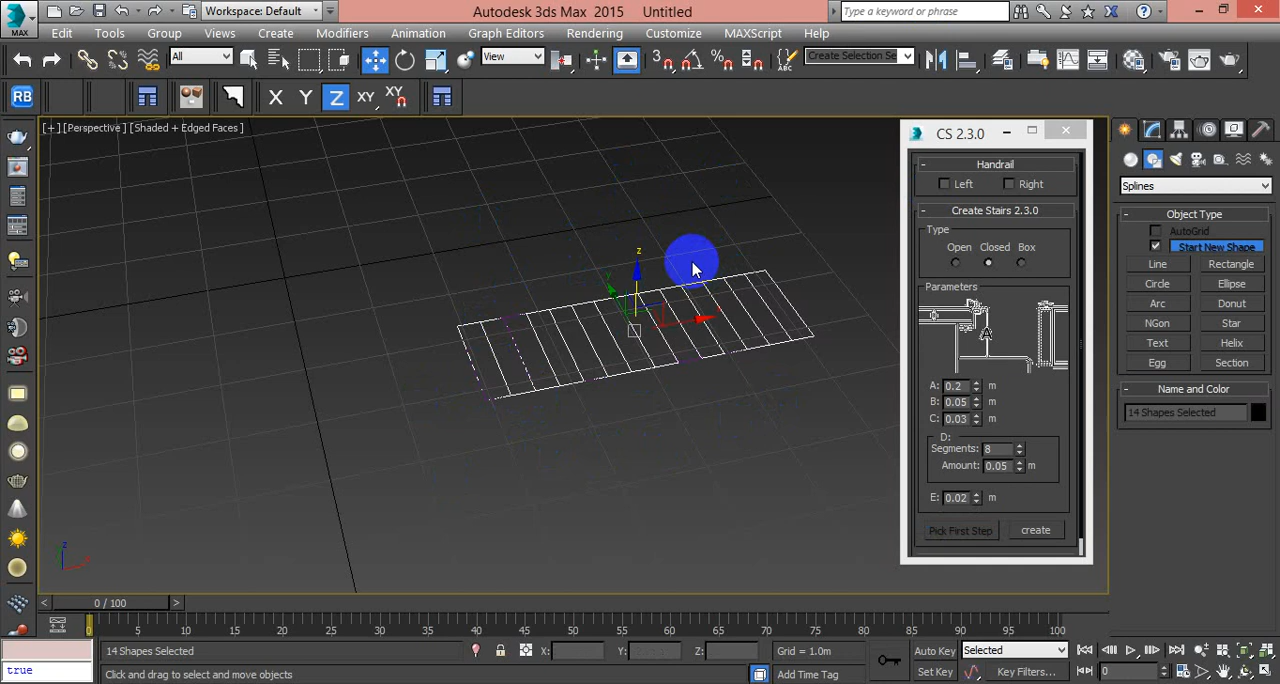 Workspace: Default
Autodesk 3ds Max 2015 Untitled
Type a keyword or phrase
MAX
Edit Tools Group Views Create Modifiers Animation Graph Editors Rendering Customize MAXScript Help
All
View
3
Create Selection Se
RB
X Y Z XY XY
[+] [Perspective] [Shaded + Edged Faces]
CS 2.3.0
Handrail
Left Right
Create Stairs 2.3.0
Type
Open Closed Box
Parameters
A: 0.2 m
B: 0.05 m
C: 0.03 m
D:
Segments: 8
Amount: 0.05 m
E: 0.02 m
Pick First Step create
Splines
Object Type
AutoGrid
Start New Shape
Line Rectangle
Circle Ellipse
Arc Donut
NGon Star
Text Helix
Egg Section
Name and Color
14 Shapes Selected
z
y
z
0 / 100
0 5 10 15 20 25 30 35 40 45 50 55 60 65 70 75 80 85 90 95 100
14 Shapes Selected
X: Y: Z:
Grid = 1.0m
Auto Key
Selected
true
Click and drag to select and move objects
Add Time Tag
Set Key
Key Filters...
0